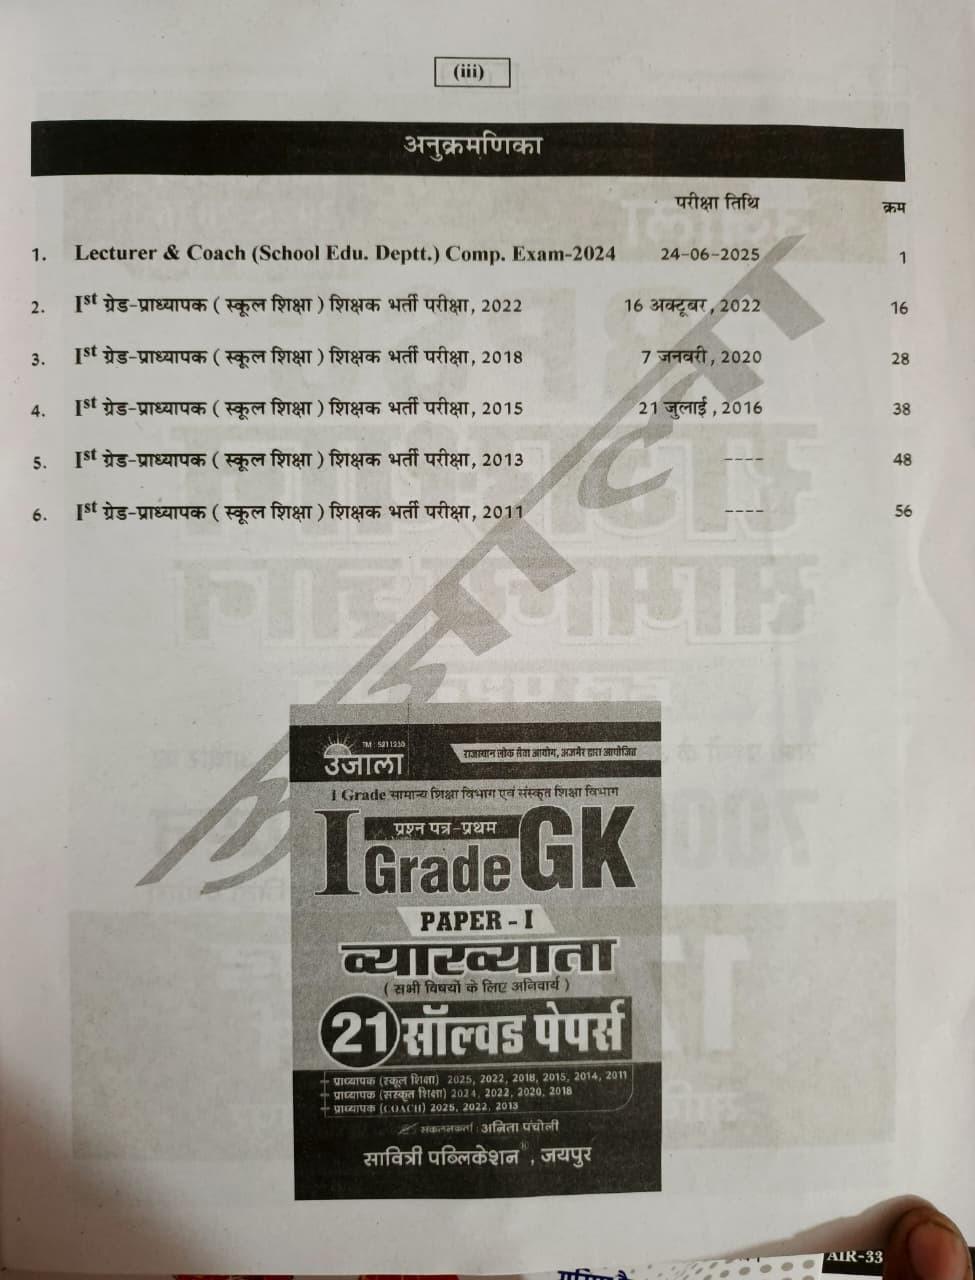 (iii)
अनुक्रमणिका
परीक्षा तिथि क्रम
1. Lecturer & Coach (School Edu. Deptt.) Comp. Exam-2024 24-06-2025 1
2. Ist ग्रेड-प्राध्यापक ( स्कूल शिक्षा ) शिक्षक भर्ती परीक्षा, 2022 16 अक्टूबर, 2022 16
3. Ist ग्रेड-प्राध्यापक ( स्कूल शिक्षा ) शिक्षक भर्ती परीक्षा, 2018 7 जनवरी, 2020 28
4. Ist ग्रेड-प्राध्यापक ( स्कूल शिक्षा ) शिक्षक भर्ती परीक्षा, 2015 21 जुलाई, 2016 38
5. Ist ग्रेड-प्राध्यापक ( स्कूल शिक्षा ) शिक्षक भर्ती परीक्षा, 2013 ---- 48
6. Ist ग्रेड-प्राध्यापक ( स्कूल शिक्षा ) शिक्षक भर्ती परीक्षा, 2011 ---- 56
उजाला
राजस्थान लोक सेवा आयोग, अजमेर द्वारा आयोजित
I Grade सामान्य शिक्षा विभाग एवं संस्कृत शिक्षा विभाग
प्रश्न पत्र-प्रथम
I Grade GK
PAPER - I
व्याख्याता
( सभी विषयों के लिए अनिवार्य )
21 सॉल्वड पेपर्स
प्राध्यापक (स्कूल शिक्षा) 2025, 2022, 2018, 2015, 2014, 2011
प्राध्यापक (संस्कृत शिक्षा) 2024, 2022, 2020, 2018
प्राध्यापक (COACH) 2025, 2022, 2013
संकलनकर्ता : अनिता पंचोली
सावित्री पब्लिकेशन®, जयपुर
AIR-33